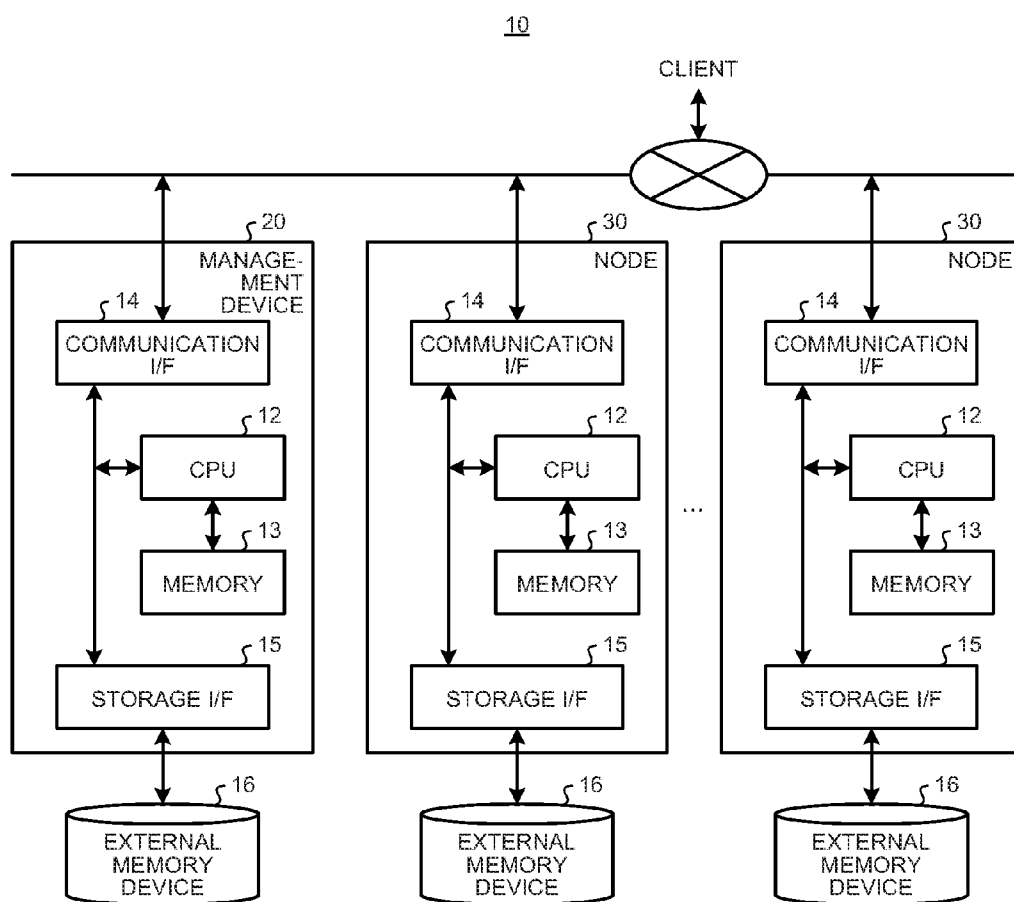 10
CLIENT
20
30
30
MANAGE-
MENT
DEVICE
NODE
NODE
14
14
14
COMMUNICATION
I/F
COMMUNICATION
I/F
COMMUNICATION
I/F
12
12
12
CPU
CPU
CPU
...
13
13
13
MEMORY
MEMORY
MEMORY
15
15
15
STORAGE I/F
STORAGE I/F
STORAGE I/F
16
16
16
EXTERNAL
MEMORY
DEVICE
EXTERNAL
MEMORY
DEVICE
EXTERNAL
MEMORY
DEVICE